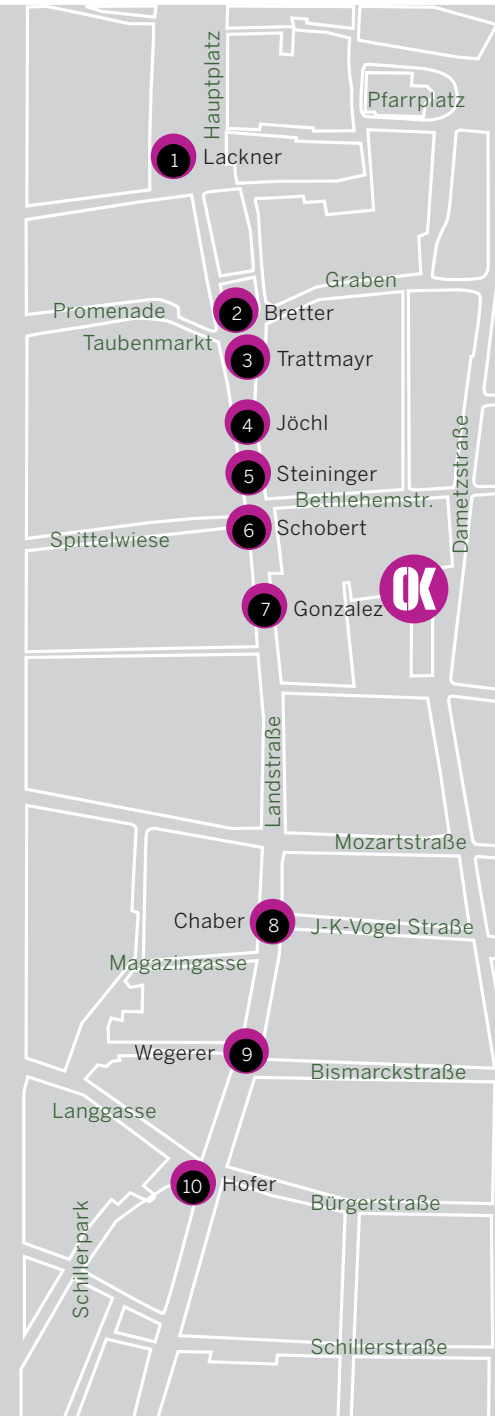 Hauptplatz
Pfarrplatz
1 Lackner
Graben
Promenade
2 Bretter
Taubenmarkt
3 Trattmayr
4 Jöchl
Dametzstraße
5 Steininger
Bethlehemstr.
6 Schobert
Spittelwiese
OK
7 Gonzalez
Landstraße
Mozartstraße
Chaber 8
J-K-Vogel Straße
Magazingasse
Wegerer 9
Bismarckstraße
Langgasse
10 Hofer
Bürgerstraße
Schillerpark
Schillerstraße